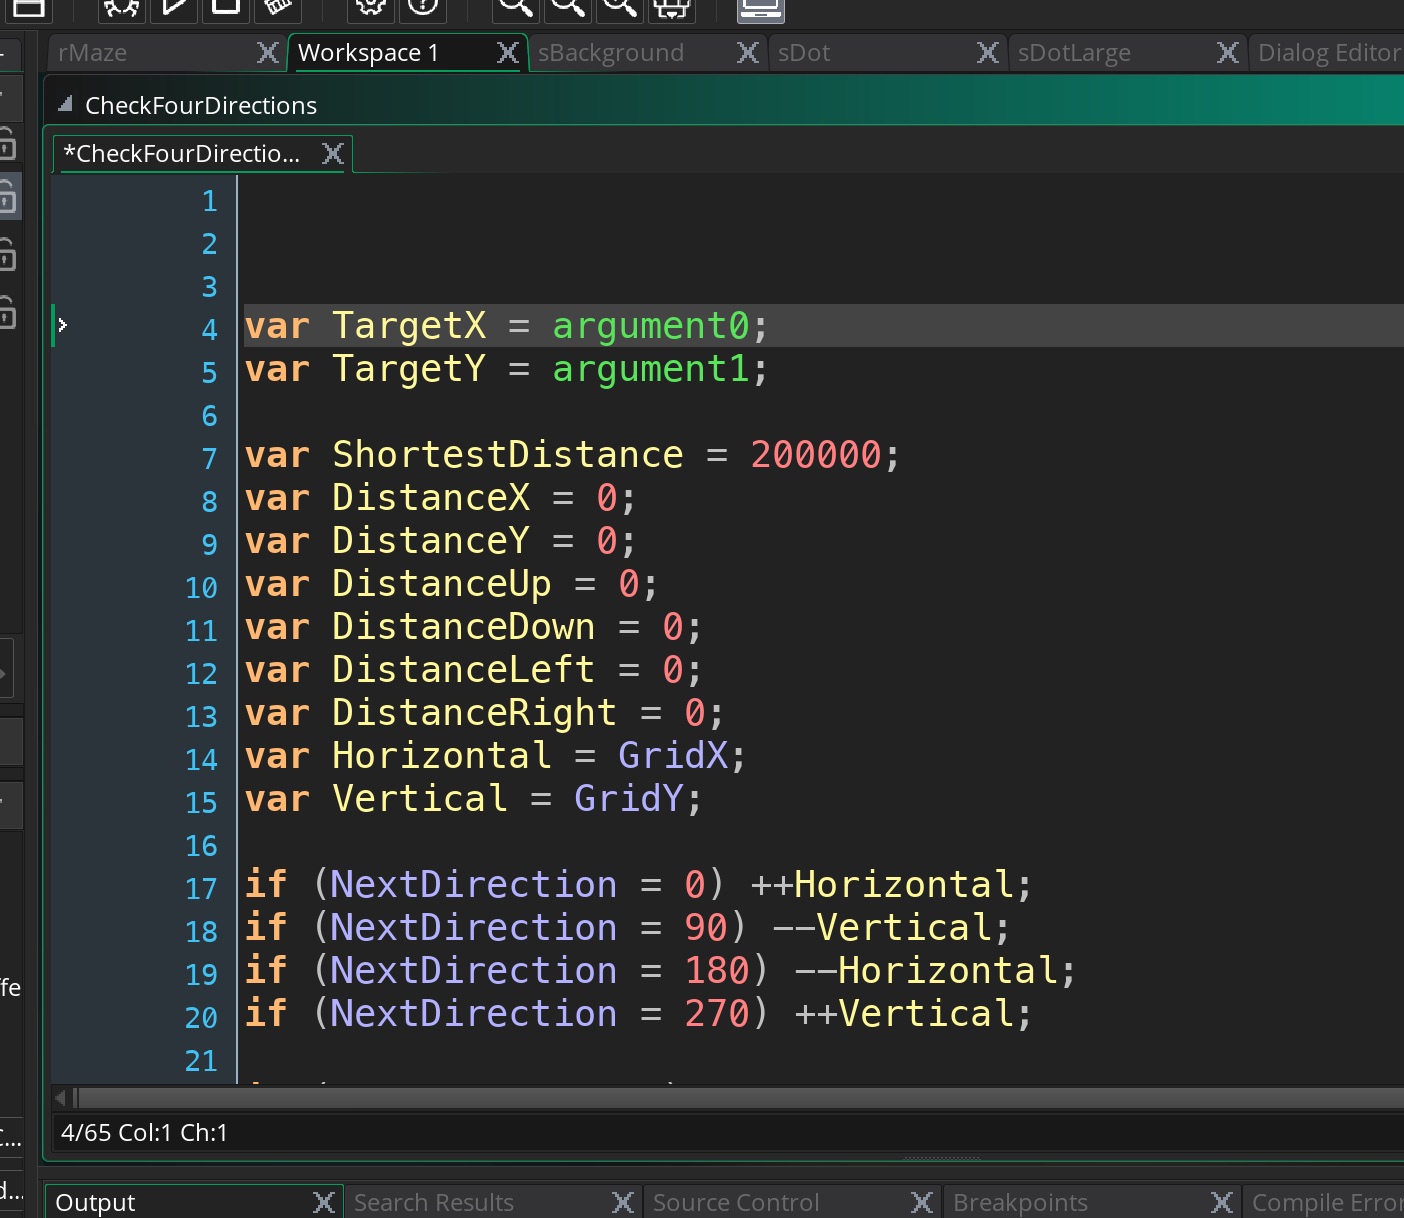 rMaze Workspace 1 sBackground sDot sDotLarge Dialog Editor
CheckFourDirections
*CheckFourDirectio...
1
2
3
4 var TargetX = argument0;
5 var TargetY = argument1;
6
7 var ShortestDistance = 200000;
8 var DistanceX = 0;
9 var DistanceY = 0;
10 var DistanceUp = 0;
11 var DistanceDown = 0;
12 var DistanceLeft = 0;
13 var DistanceRight = 0;
14 var Horizontal = GridX;
15 var Vertical = GridY;
16
17 if (NextDirection = 0) ++Horizontal;
18 if (NextDirection = 90) --Vertical;
19 if (NextDirection = 180) --Horizontal;
20 if (NextDirection = 270) ++Vertical;
21
ffe
4/65 Col:1 Ch:1
C...
d...
Output Search Results Source Control Breakpoints Compile Error